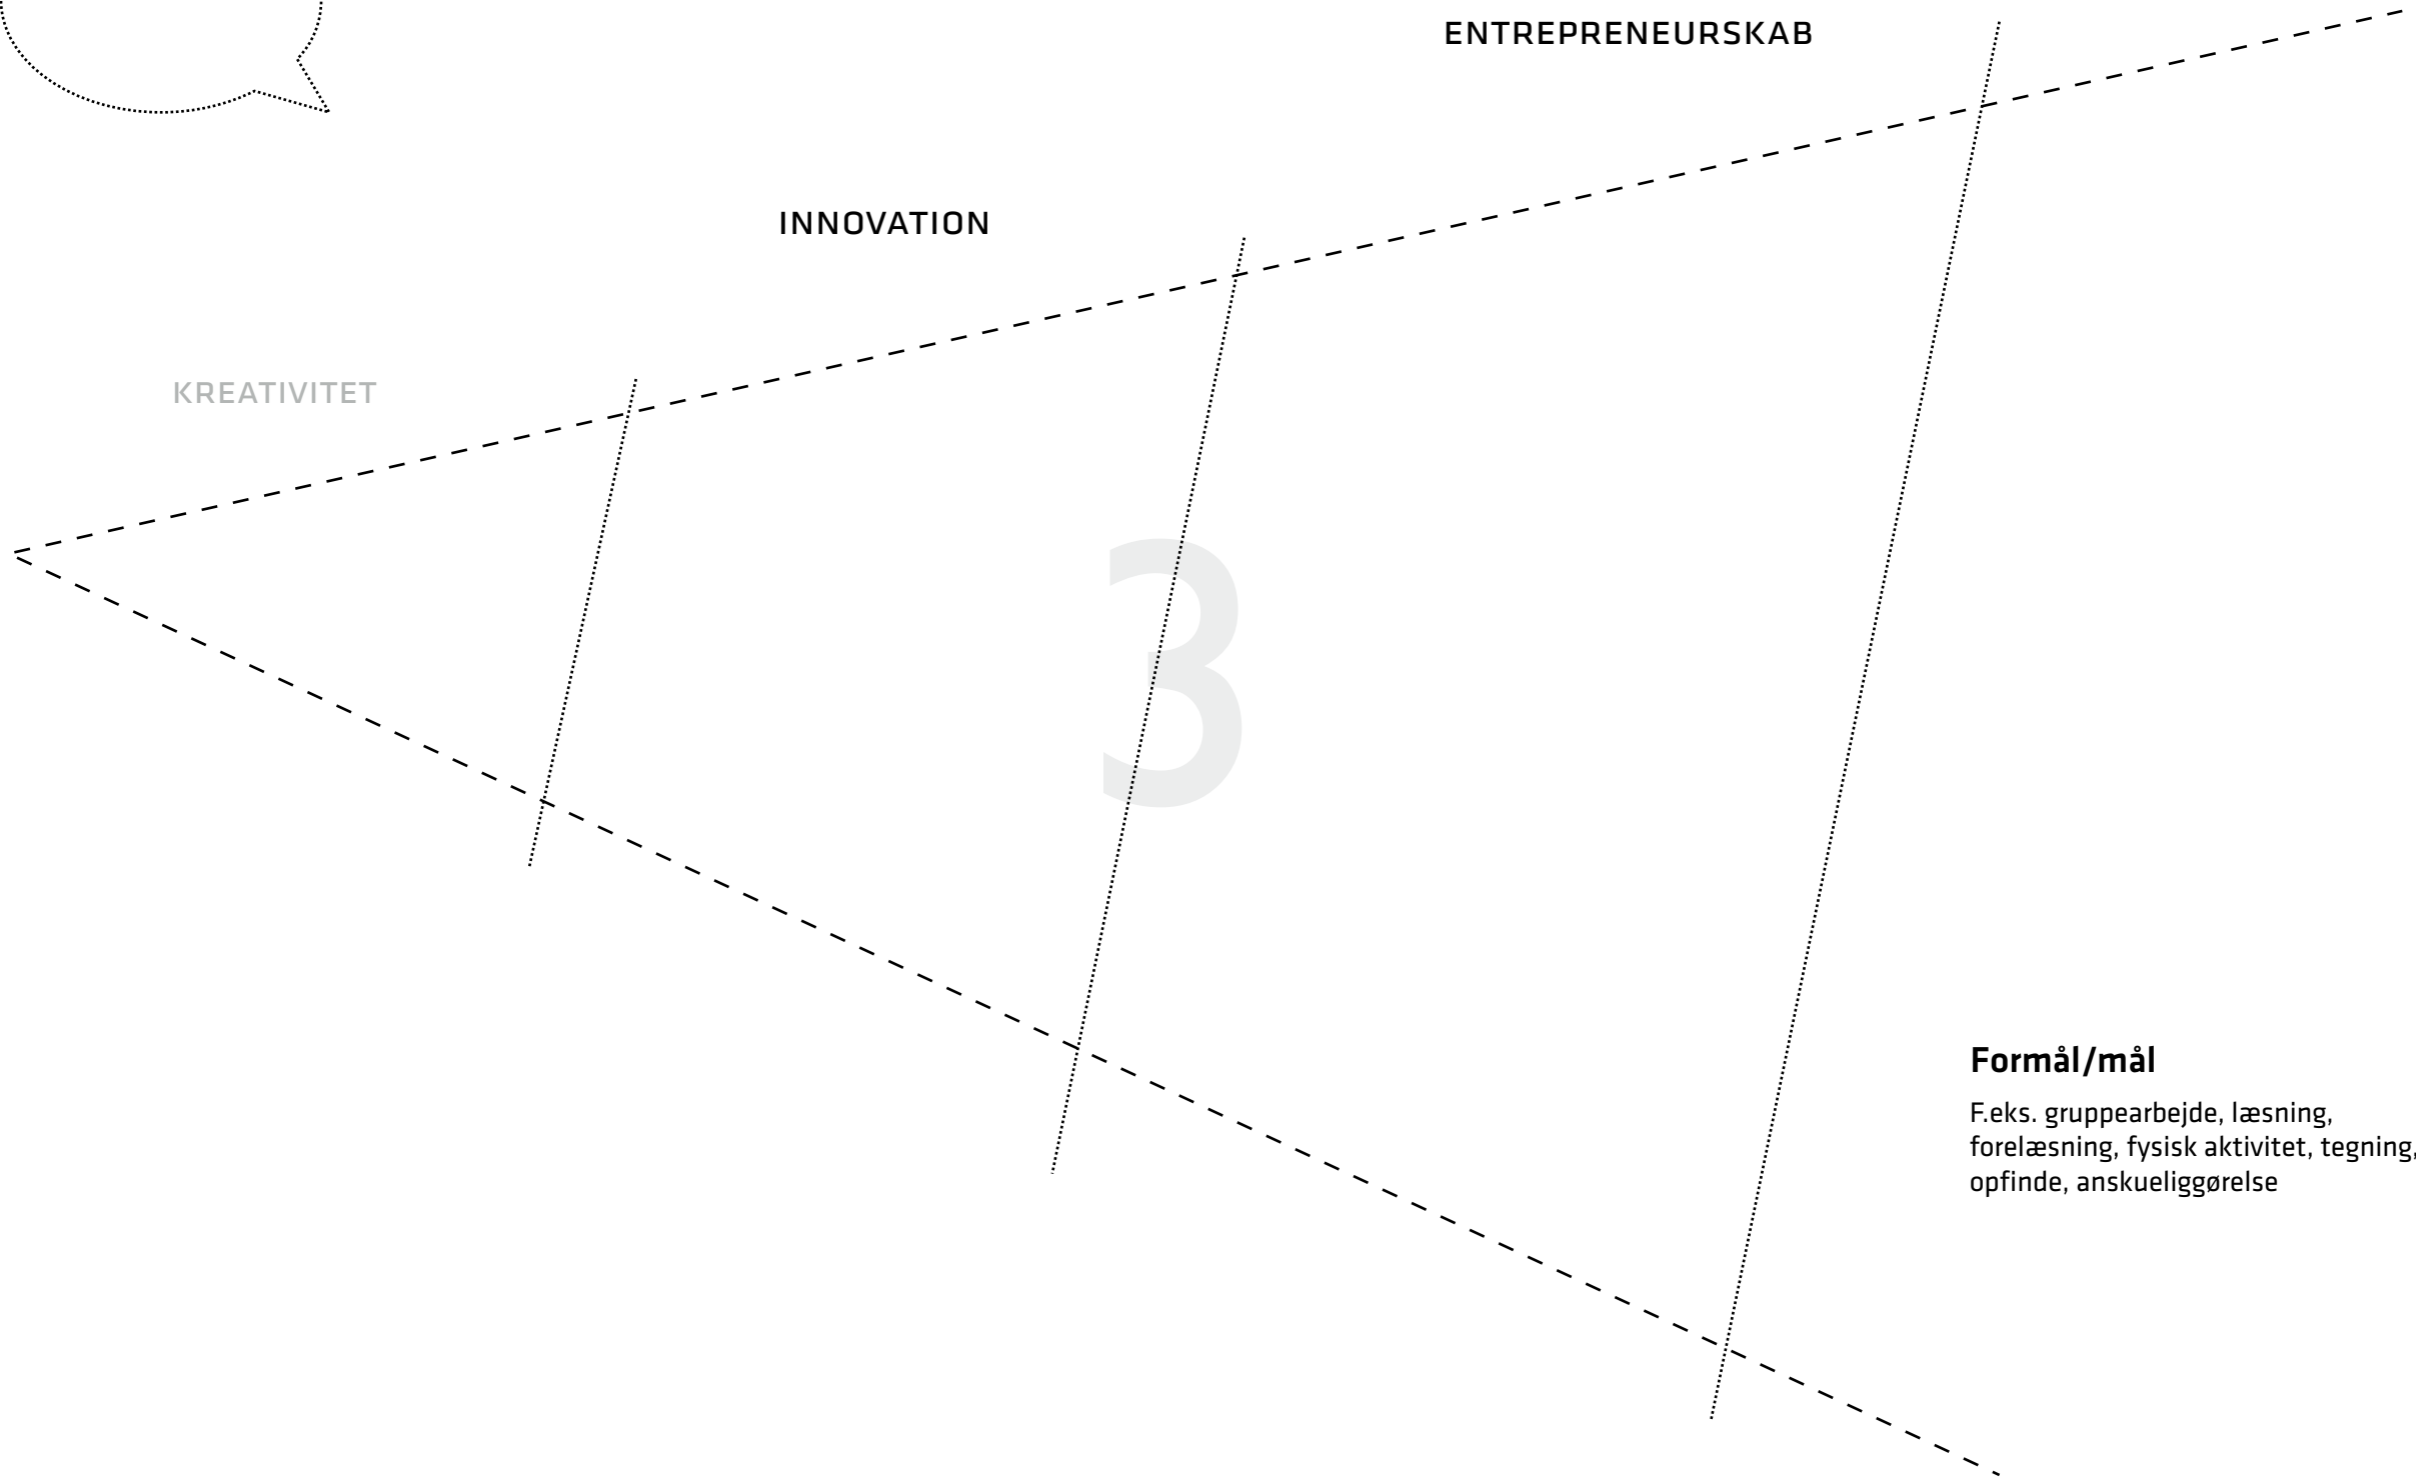 ENTREPRENEURSKAB
INNOVATION
KREATIVITET
3
Formål/mål
F.eks. gruppearbejde, læsning,
forelæsning, fysisk aktivitet, tegning,
opfinde, anskueliggørelse